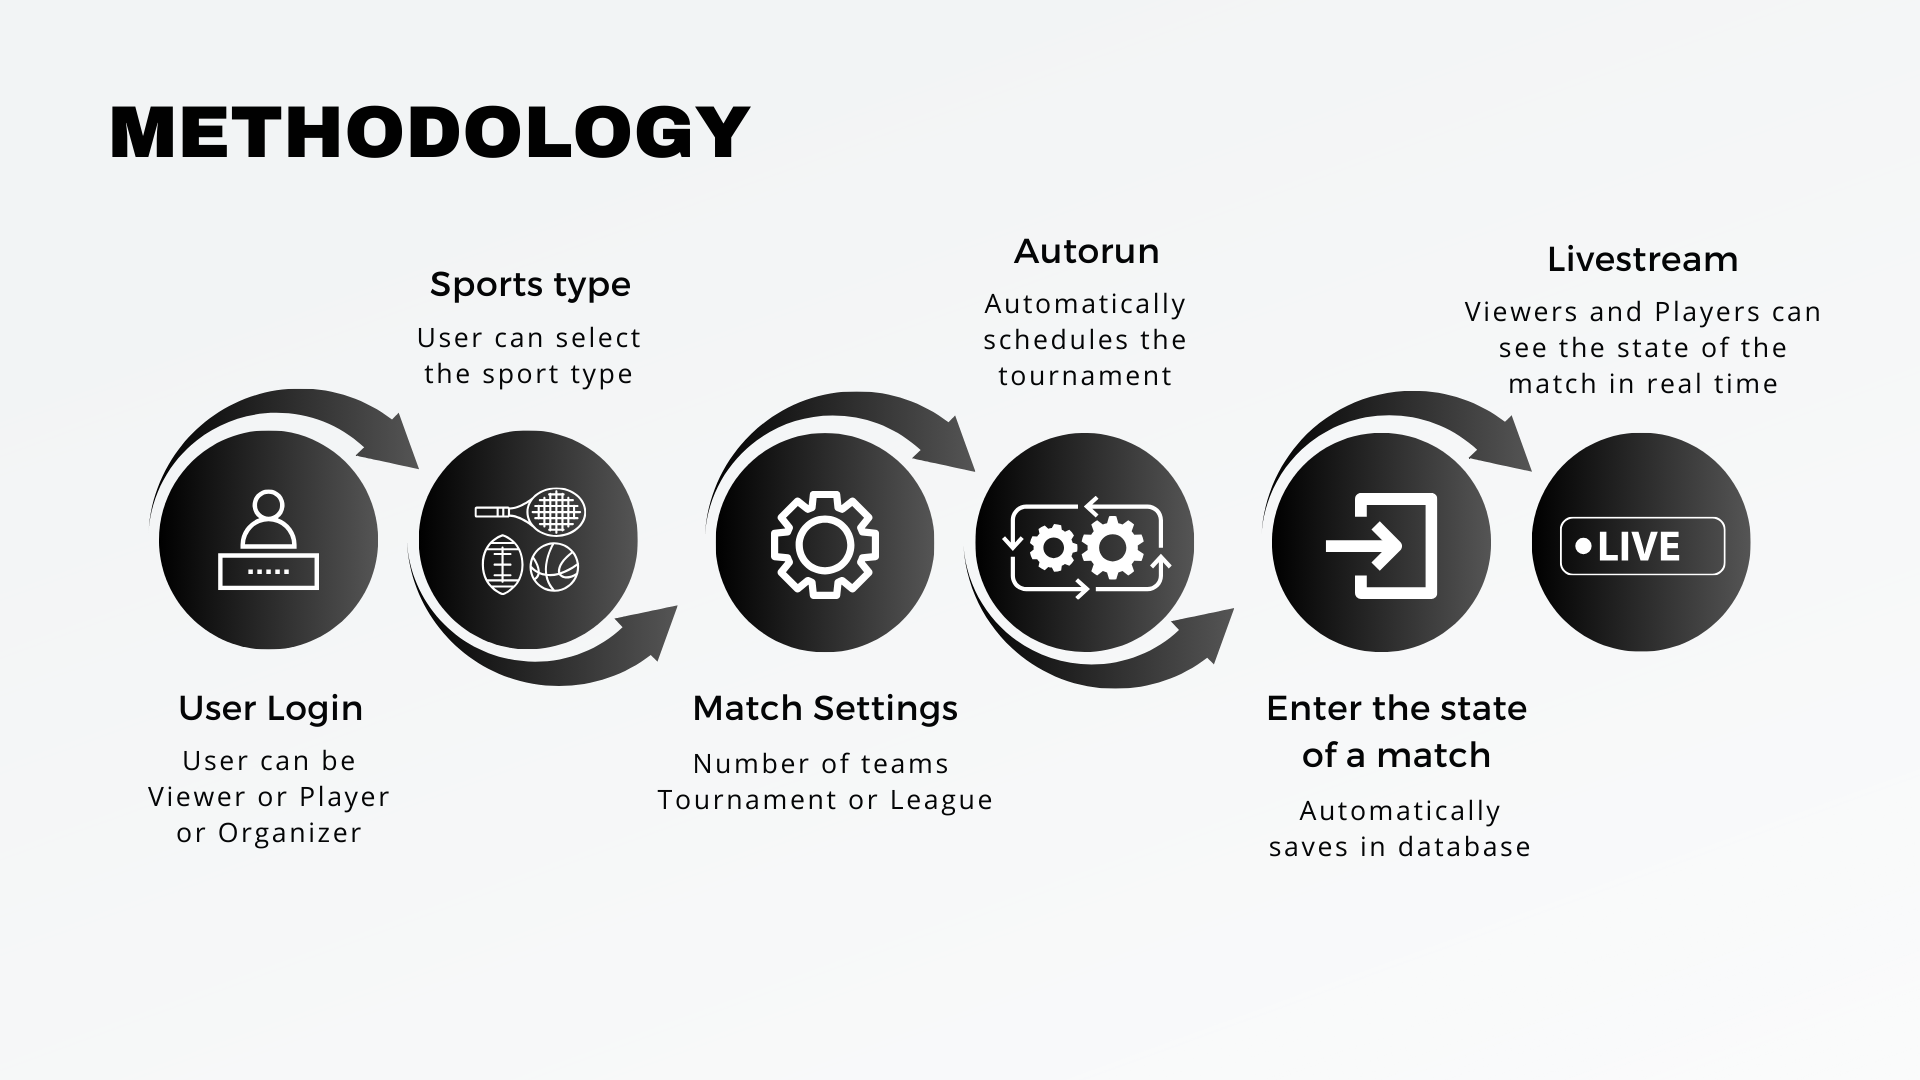 METHODOLOGY
User Login
User can be
Viewer or Player
or Organizer
Sports type
User can select
the sport type
Match Settings
Number of teams
Tournament or League
Autorun
Automatically
schedules the
tournament
Enter the state
of a match
Automatically
saves in database
Livestream
Viewers and Players can
see the state of the
match in real time
LIVE